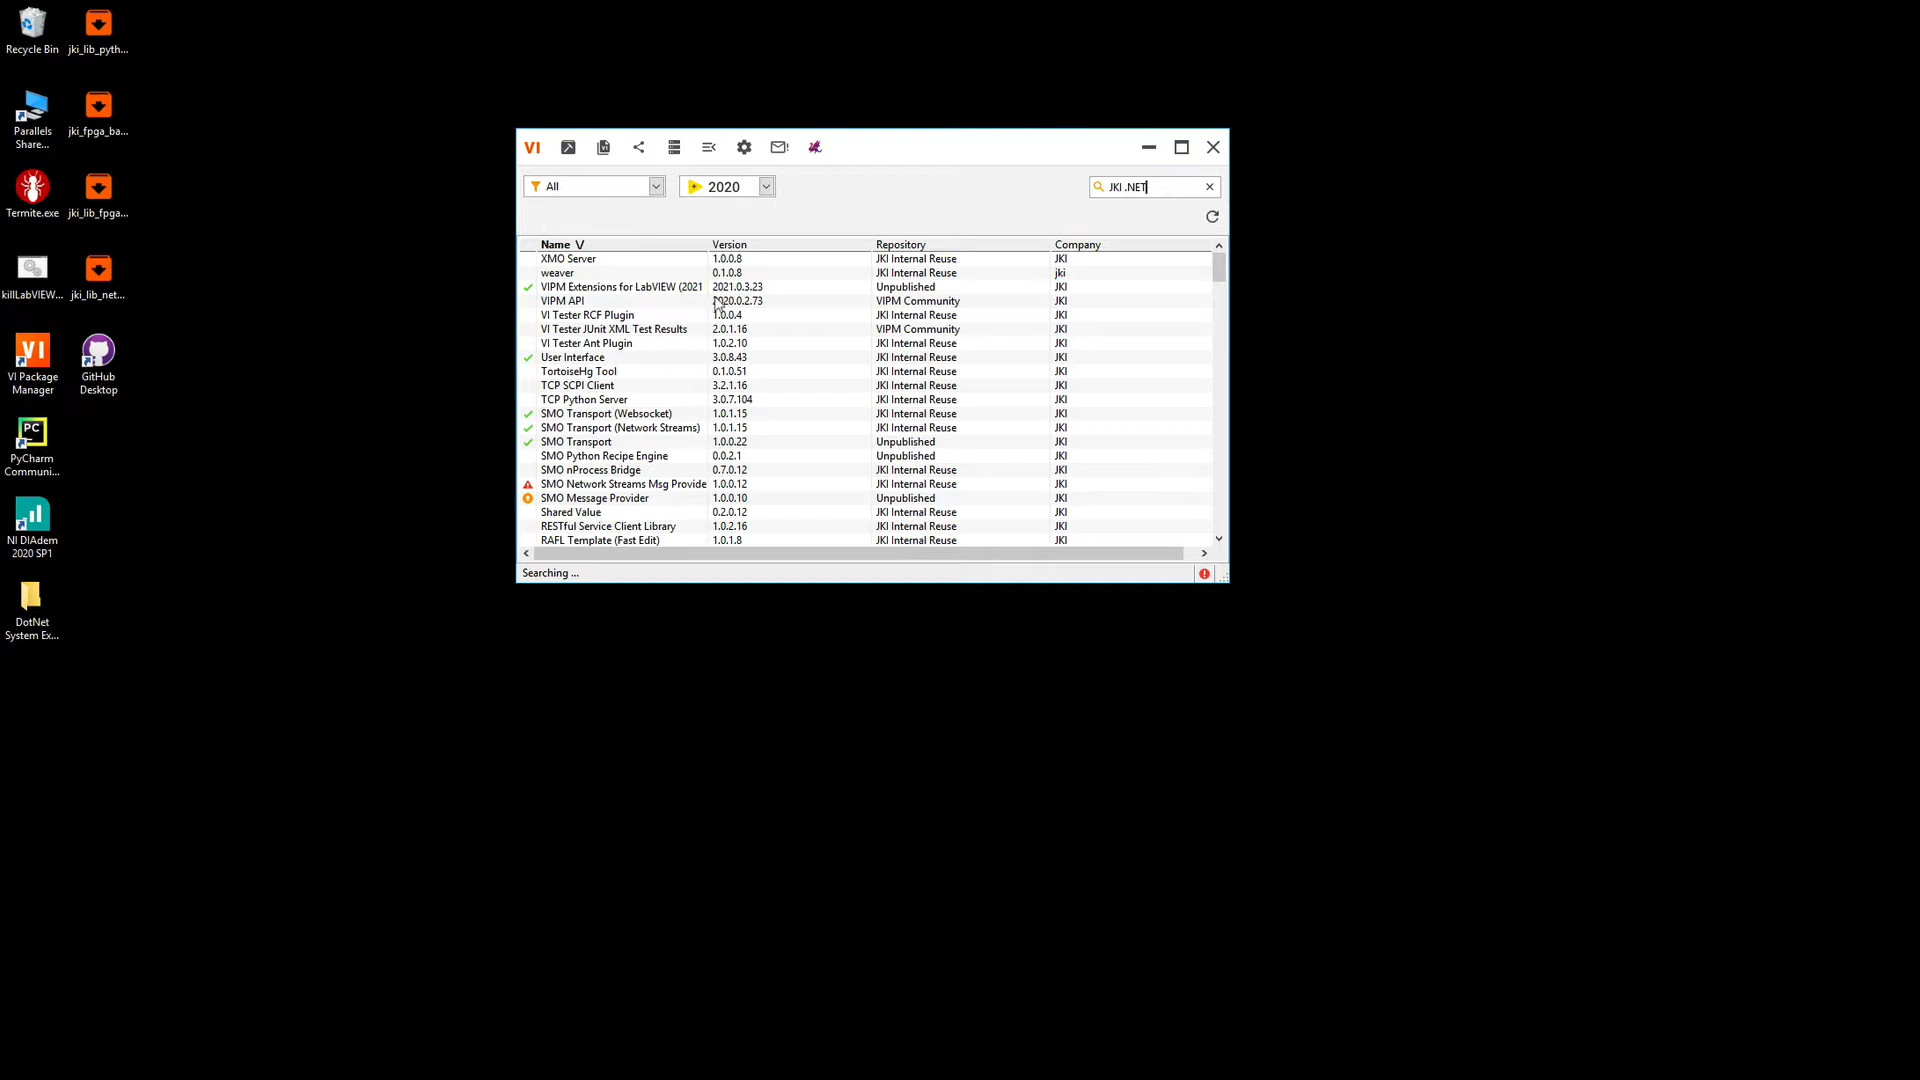 Recycle Bin
jki_lib_pyth...
Parallels Share...
jki_fpga_ba...
Termite.exe
jki_lib_fpga...
killLabVIEW...
jki_lib_net...
VI
VI Package Manager
GitHub Desktop
PC
PyCharm Communi...
NI DIAdem 2020 SP1
DotNet System Ex...
VI
All
2020
JKI .NET
Name Version Repository Company
XMO Server 1.0.0.8 JKI Internal Reuse JKI
weaver 0.1.0.8 JKI Internal Reuse jki
VIPM Extensions for LabVIEW (2021 2021.0.3.23 Unpublished JKI
VIPM API 2020.0.2.73 VIPM Community JKI
VI Tester RCF Plugin 1.0.0.4 JKI Internal Reuse JKI
VI Tester JUnit XML Test Results 2.0.1.16 VIPM Community JKI
VI Tester Ant Plugin 1.0.2.10 JKI Internal Reuse JKI
User Interface 3.0.8.43 JKI Internal Reuse JKI
TortoiseHg Tool 0.1.0.51 JKI Internal Reuse JKI
TCP SCPI Client 3.2.1.16 JKI Internal Reuse JKI
TCP Python Server 3.0.7.104 JKI Internal Reuse JKI
SMO Transport (Websocket) 1.0.1.15 JKI Internal Reuse JKI
SMO Transport (Network Streams) 1.0.1.15 JKI Internal Reuse JKI
SMO Transport 1.0.0.22 Unpublished JKI
SMO Python Recipe Engine 0.0.2.1 Unpublished JKI
SMO nProcess Bridge 0.7.0.12 JKI Internal Reuse JKI
SMO Network Streams Msg Provide 1.0.0.12 JKI Internal Reuse JKI
SMO Message Provider 1.0.0.10 Unpublished JKI
Shared Value 0.2.0.12 JKI Internal Reuse JKI
RESTful Service Client Library 1.0.2.16 JKI Internal Reuse JKI
RAFL Template (Fast Edit) 1.0.1.8 JKI Internal Reuse JKI
Searching ...